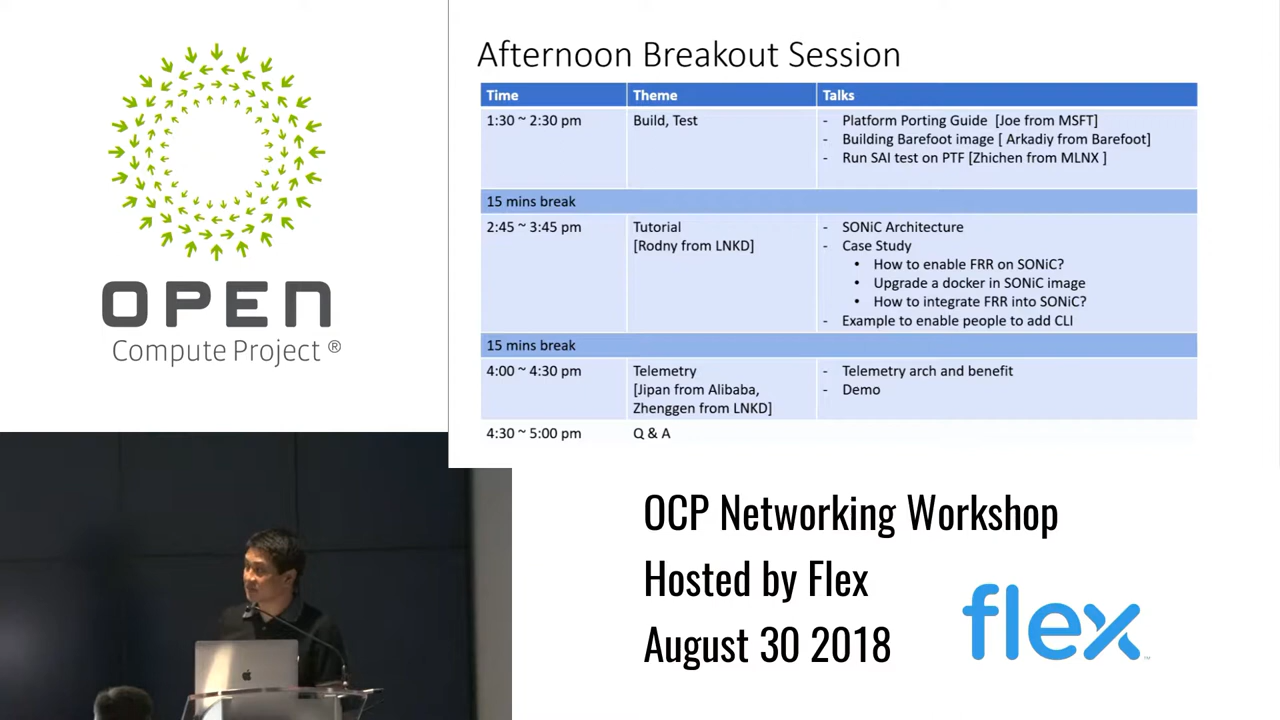 OPEN
Compute Project ®
Afternoon Breakout Session
Time Theme Talks
1:30 ~ 2:30 pm Build, Test - Platform Porting Guide [Joe from MSFT]
- Building Barefoot image [ Arkadiy from Barefoot]
- Run SAI test on PTF [Zhichen from MLNX ]
15 mins break
2:45 ~ 3:45 pm Tutorial - SONiC Architecture
[Rodny from LNKD] - Case Study
• How to enable FRR on SONiC?
• Upgrade a docker in SONiC image
• How to integrate FRR into SONiC?
- Example to enable people to add CLI
15 mins break
4:00 ~ 4:30 pm Telemetry - Telemetry arch and benefit
[Jipan from Alibaba, - Demo
Zhenggen from LNKD]
4:30 ~ 5:00 pm Q & A
OCP Networking Workshop
Hosted by Flex
August 30 2018
flex